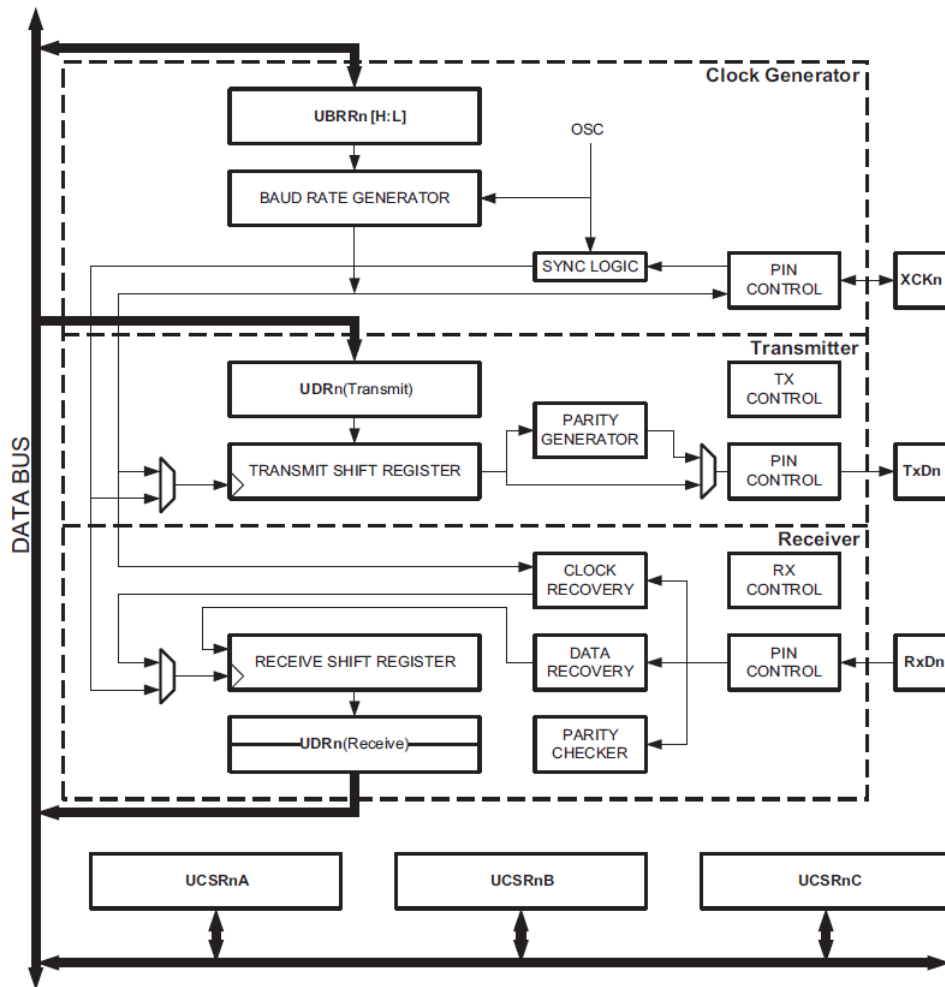 Clock Generator
UBRRn [H:L]
OSC
BAUD RATE GENERATOR
SYNC LOGIC
PIN
CONTROL
XCKn
Transmitter
UDRn(Transmit)
TX
CONTROL
PARITY
GENERATOR
TRANSMIT SHIFT REGISTER
PIN
CONTROL
TxDn
DATA BUS
Receiver
CLOCK
RECOVERY
RX
CONTROL
RECEIVE SHIFT REGISTER
DATA
RECOVERY
PIN
CONTROL
RxDn
UDRn(Receive)
PARITY
CHECKER
UCSRnA
UCSRnB
UCSRnC